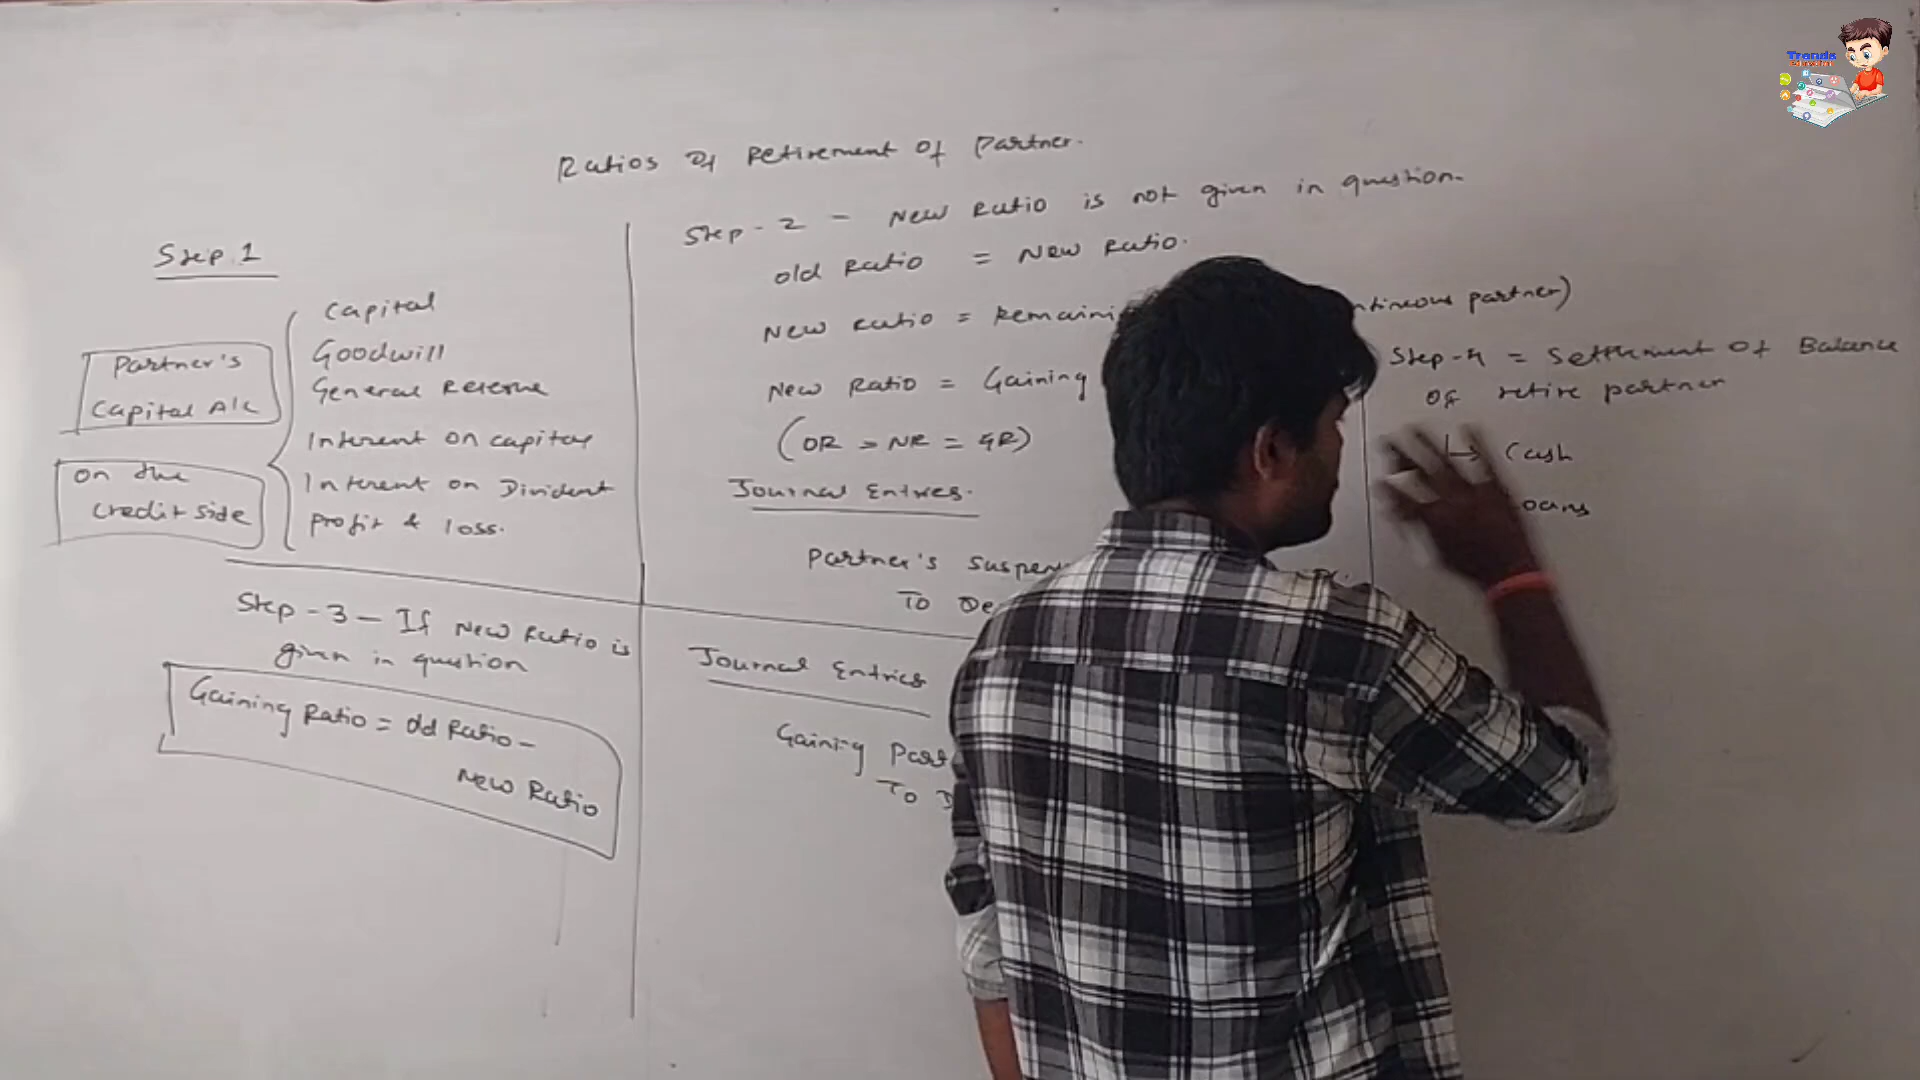 Trends
Ratios Of Retirement Of Partner.
Step 1
Partner's
Capital A/c
on the
credit side
Capital
Goodwill
General Reserve
Interest on capital
Interest on Divident
Profit & loss.
Step - 2 - New Ratio is not given in question.
Old Ratio = New Ratio.
New Ratio = Remaini
partner)
New Ratio = Gaining
(OR - NR = GR)
Journal Entries.
Partner's suspen
To De
Step - 3 - If New Ratio is
given in question
Gaining Ratio = Old Ratio -
New Ratio
Journal Entries
Gaining Part
To D
Step - 4 = Settlement of Balance
of retire partner
↳ Cash
Loans